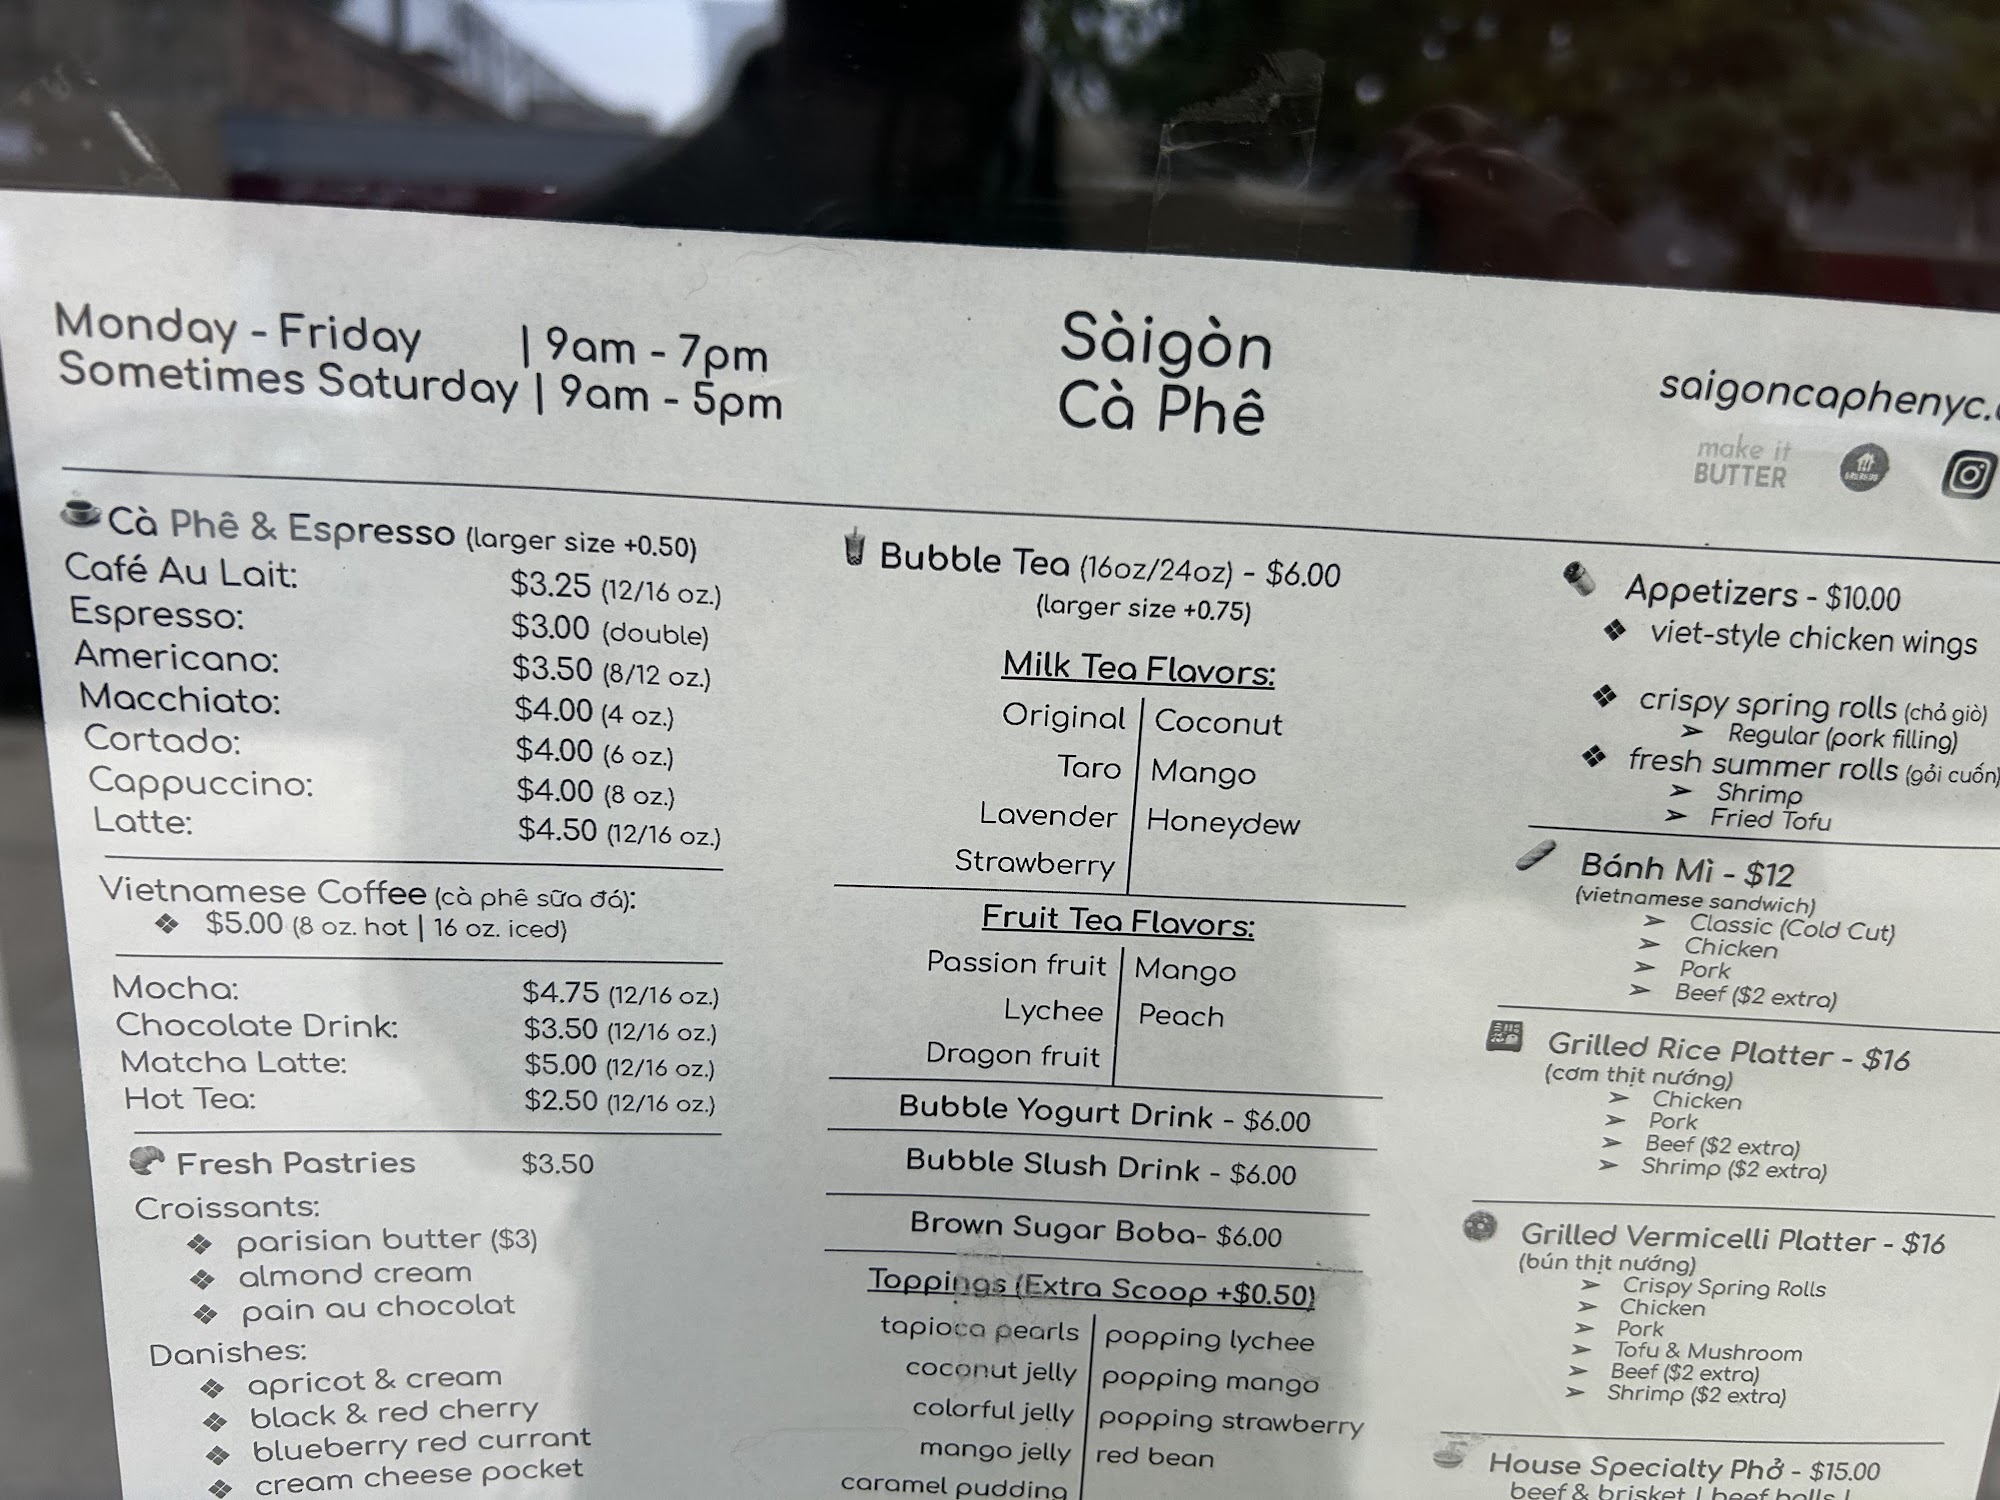 Monday - Friday | 9am - 7pm
Sometimes Saturday | 9am - 5pm
Sàigòn
Cà Phê
saigoncaphenyc.
make it
BUTTER
Cà Phê & Espresso (larger size +0.50)
Café Au Lait: $3.25 (12/16 oz.)
Espresso: $3.00 (double)
Americano: $3.50 (8/12 oz.)
Macchiato: $4.00 (4 oz.)
Cortado: $4.00 (6 oz.)
Cappuccino: $4.00 (8 oz.)
Latte: $4.50 (12/16 oz.)
Vietnamese Coffee (cà phê sữa đá):
❖ $5.00 (8 oz. hot | 16 oz. iced)
Mocha: $4.75 (12/16 oz.)
Chocolate Drink: $3.50 (12/16 oz.)
Matcha Latte: $5.00 (12/16 oz.)
Hot Tea: $2.50 (12/16 oz.)
Fresh Pastries $3.50
Croissants:
❖ parisian butter ($3)
❖ almond cream
❖ pain au chocolat
Danishes:
❖ apricot & cream
❖ black & red cherry
❖ blueberry red currant
❖ cream cheese pocket
Bubble Tea (16oz/24oz) - $6.00
(larger size +0.75)
Milk Tea Flavors:
Original | Coconut
Taro | Mango
Lavender | Honeydew
Strawberry
Fruit Tea Flavors:
Passion fruit | Mango
Lychee | Peach
Dragon fruit
Bubble Yogurt Drink - $6.00
Bubble Slush Drink - $6.00
Brown Sugar Boba- $6.00
Toppings (Extra Scoop +$0.50)
tapioca pearls | popping lychee
coconut jelly | popping mango
colorful jelly | popping strawberry
mango jelly | red bean
caramel pudding
Appetizers - $10.00
❖ viet-style chicken wings
❖ crispy spring rolls (chả giò)
➢ Regular (pork filling)
❖ fresh summer rolls (gỏi cuốn)
➢ Shrimp
➢ Fried Tofu
Bánh Mì - $12
(vietnamese sandwich)
➢ Classic (Cold Cut)
➢ Chicken
➢ Pork
➢ Beef ($2 extra)
Grilled Rice Platter - $16
(cơm thịt nướng)
➢ Chicken
➢ Pork
➢ Beef ($2 extra)
➢ Shrimp ($2 extra)
Grilled Vermicelli Platter - $16
(bún thịt nướng)
➢ Crispy Spring Rolls
➢ Chicken
➢ Pork
➢ Tofu & Mushroom
➢ Beef ($2 extra)
➢ Shrimp ($2 extra)
House Specialty Phở - $15.00
beef & brisket | beef balls |